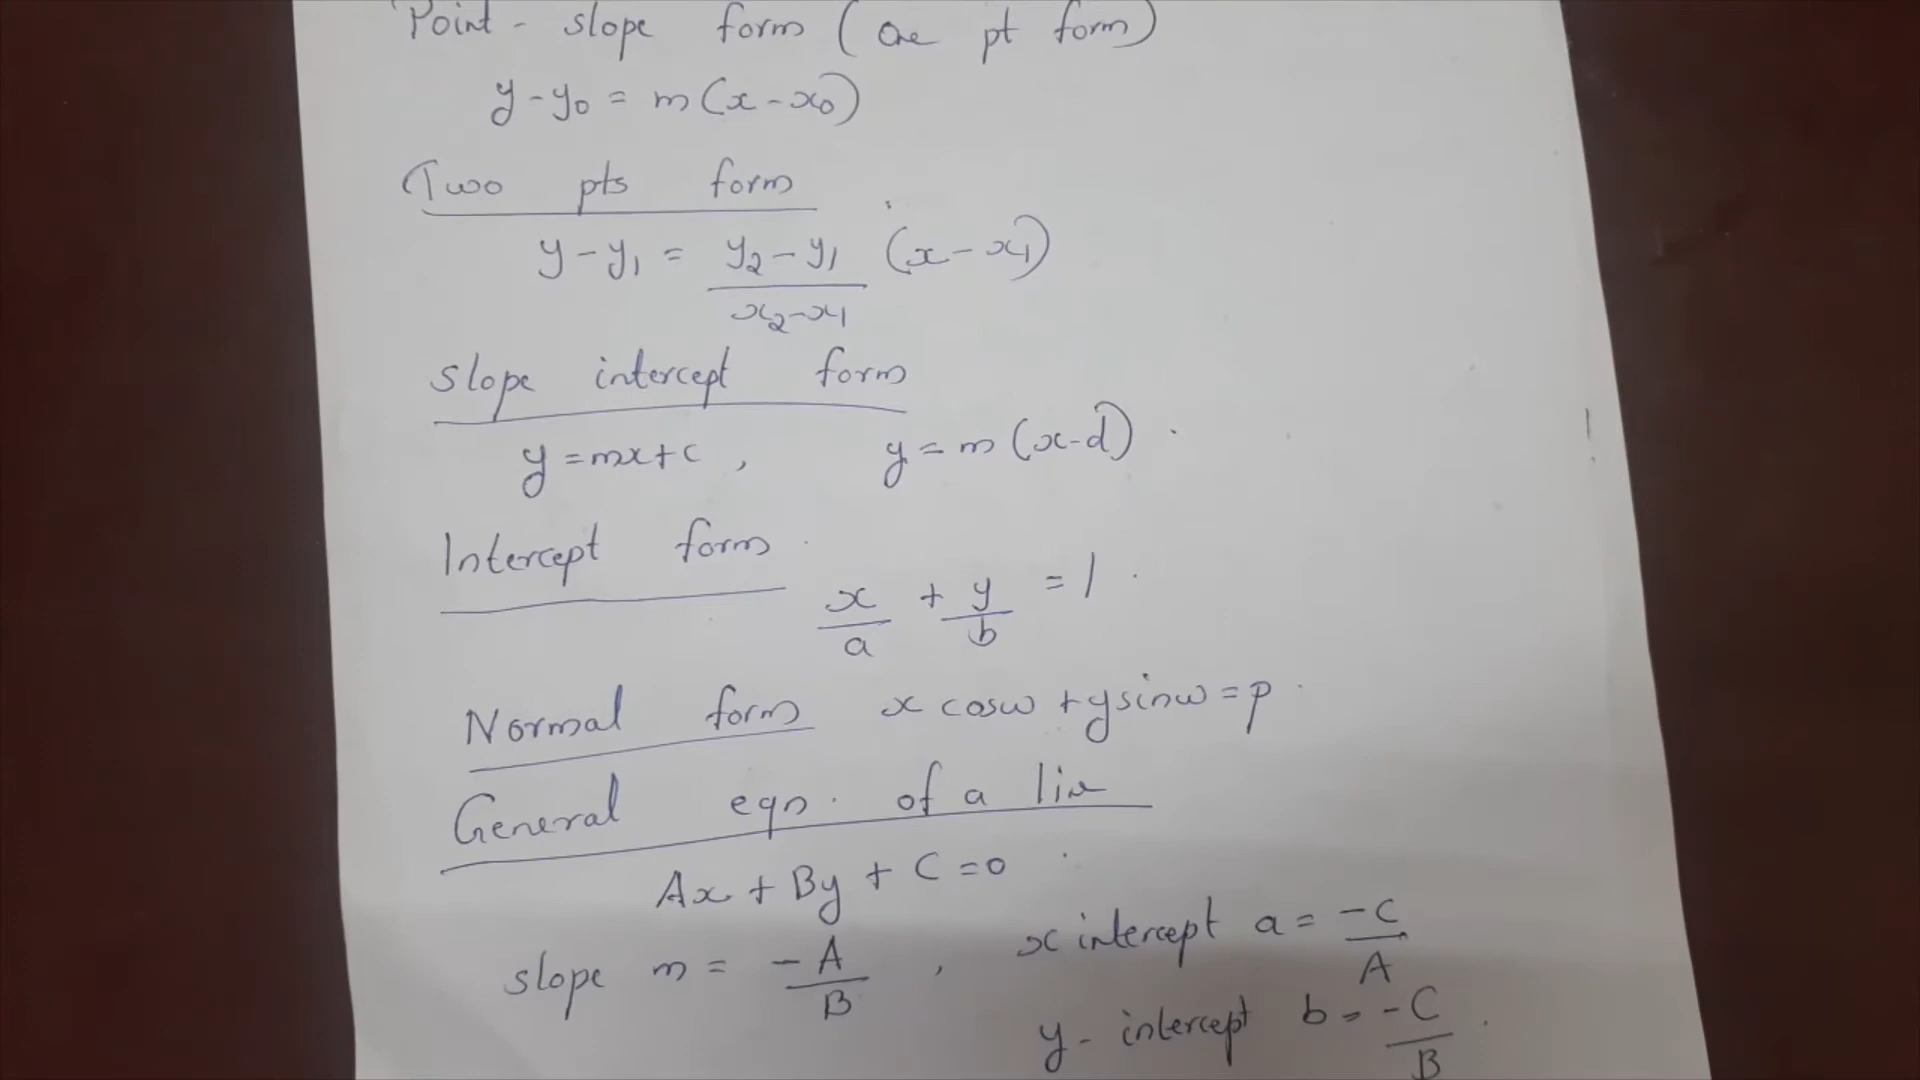 Point - slope form ( One pt form)
y - y₀ = m(x - x₀)
Two pts form
y - y₁ = y₂ - y₁ / x₂ - x₁ (x - x₁)
Slope intercept form
y = mx + c , y = m (x - d) .
Intercept form .
x/a + y/b = 1 .
Normal form x cosω + y sinω = p .
General eqn. of a line
Ax + By + C = 0 .
slope m = -A/B , x intercept a = -C/A
y - intercept b = -C/B .